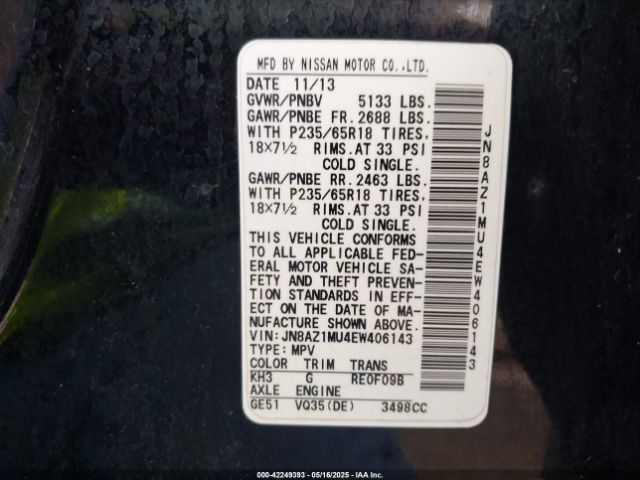 MFD BY NISSAN MOTOR CO.,LTD.
DATE 11/13
GVWR/PNBV 5133 LBS.
GAWR/PNBE FR. 2688 LBS.
WITH P235/65R18 TIRES,
18×7½ RIMS. AT 33 PSI
COLD SINGLE.
GAWR/PNBE RR. 2463 LBS.
WITH P235/65R18 TIRES,
18×7½ RIMS. AT 33 PSI
COLD SINGLE.
THIS VEHICLE CONFORMS
TO ALL APPLICABLE FED-
ERAL MOTOR VEHICLE SA-
FETY AND THEFT PREVEN-
TION STANDARDS IN EFF-
ECT ON THE DATE OF MA-
NUFACTURE SHOWN ABOVE.
VIN: JN8AZ1MU4EW406143
TYPE: MPV
COLOR TRIM TRANS
KH3 G RE0F09B
AXLE ENGINE
GE51 VQ35(DE) 3498CC
JN8AZ1MU4EW406143
000-42249393 - 05/16/2025 - IAA Inc.